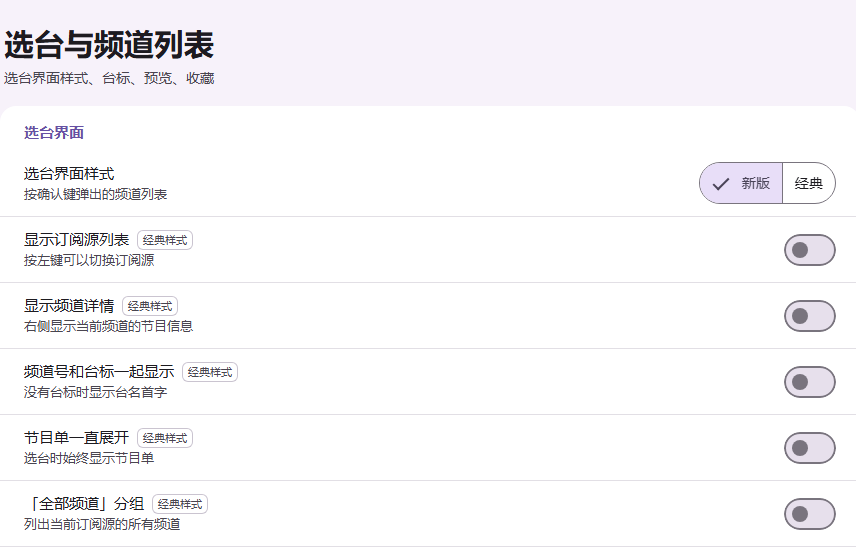 选台与频道列表
选台界面样式、台标、预览、收藏
选台界面
选台界面样式
按确认键弹出的频道列表
新版 经典
显示订阅源列表 经典样式
按左键可以切换订阅源
显示频道详情 经典样式
右侧显示当前频道的节目信息
频道号和台标一起显示 经典样式
没有台标时显示台名首字
节目单一直展开 经典样式
选台时始终显示节目单
「全部频道」分组 经典样式
列出当前订阅源的所有频道